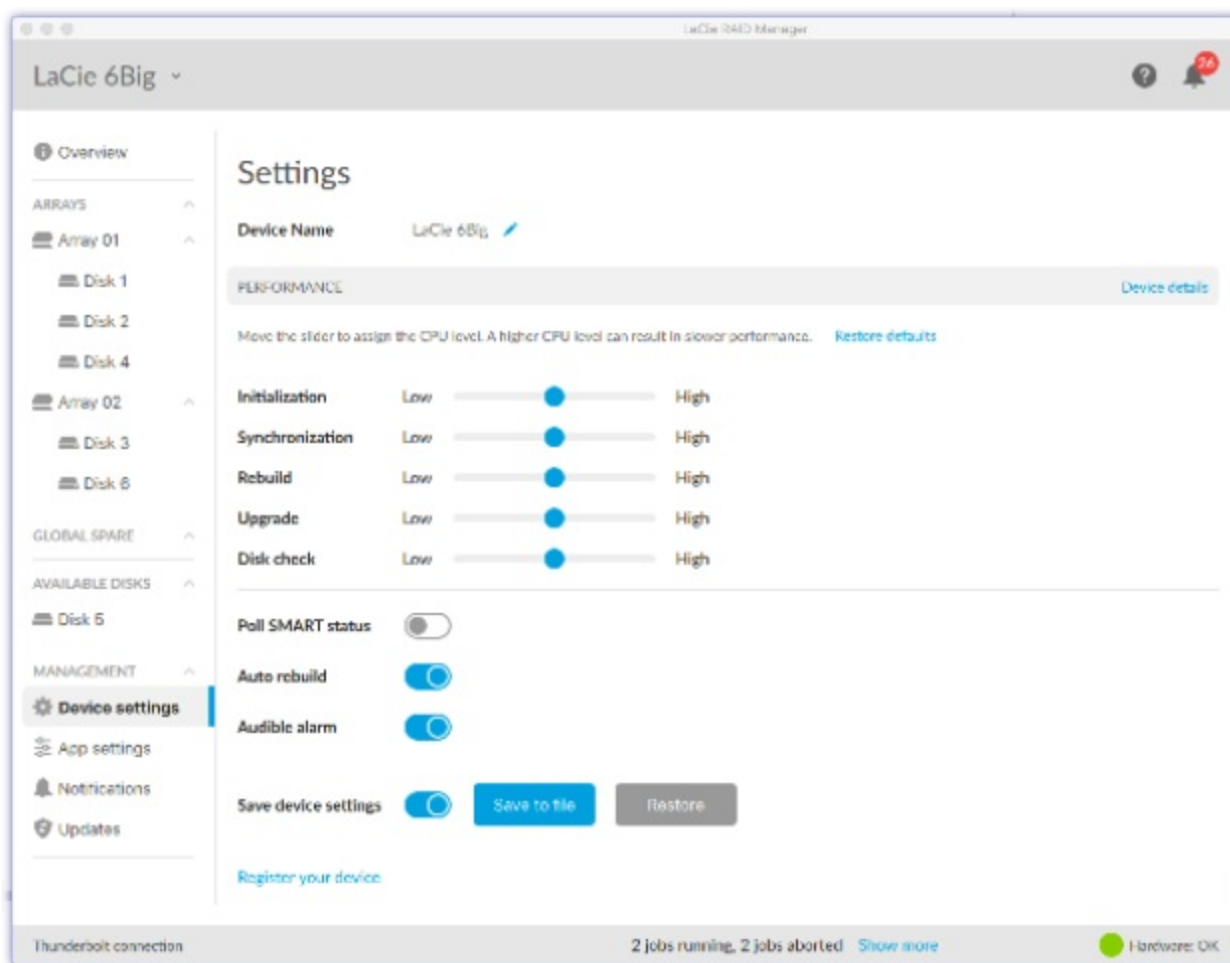 LaCie RAID Manager
LaCie 6Big
26
Overview
ARRAYS
Array 01
Disk 1
Disk 2
Disk 4
Array 02
Disk 3
Disk 6
GLOBAL SPARE
AVAILABLE DISKS
Disk 5
MANAGEMENT
Device settings
App settings
Notifications
Updates
Settings
Device Name LaCie 6Big
PERFORMANCE Device details
Move the slider to assign the CPU level. A higher CPU level can result in slower performance. Restore defaults
Initialization Low High
Synchronization Low High
Rebuild Low High
Upgrade Low High
Disk check Low High
Poll SMART status
Auto rebuild
Audible alarm
Save device settings Save to file Restore
Register your device
Thunderbolt connection 2 jobs running, 2 jobs aborted Show more Hardware: OK